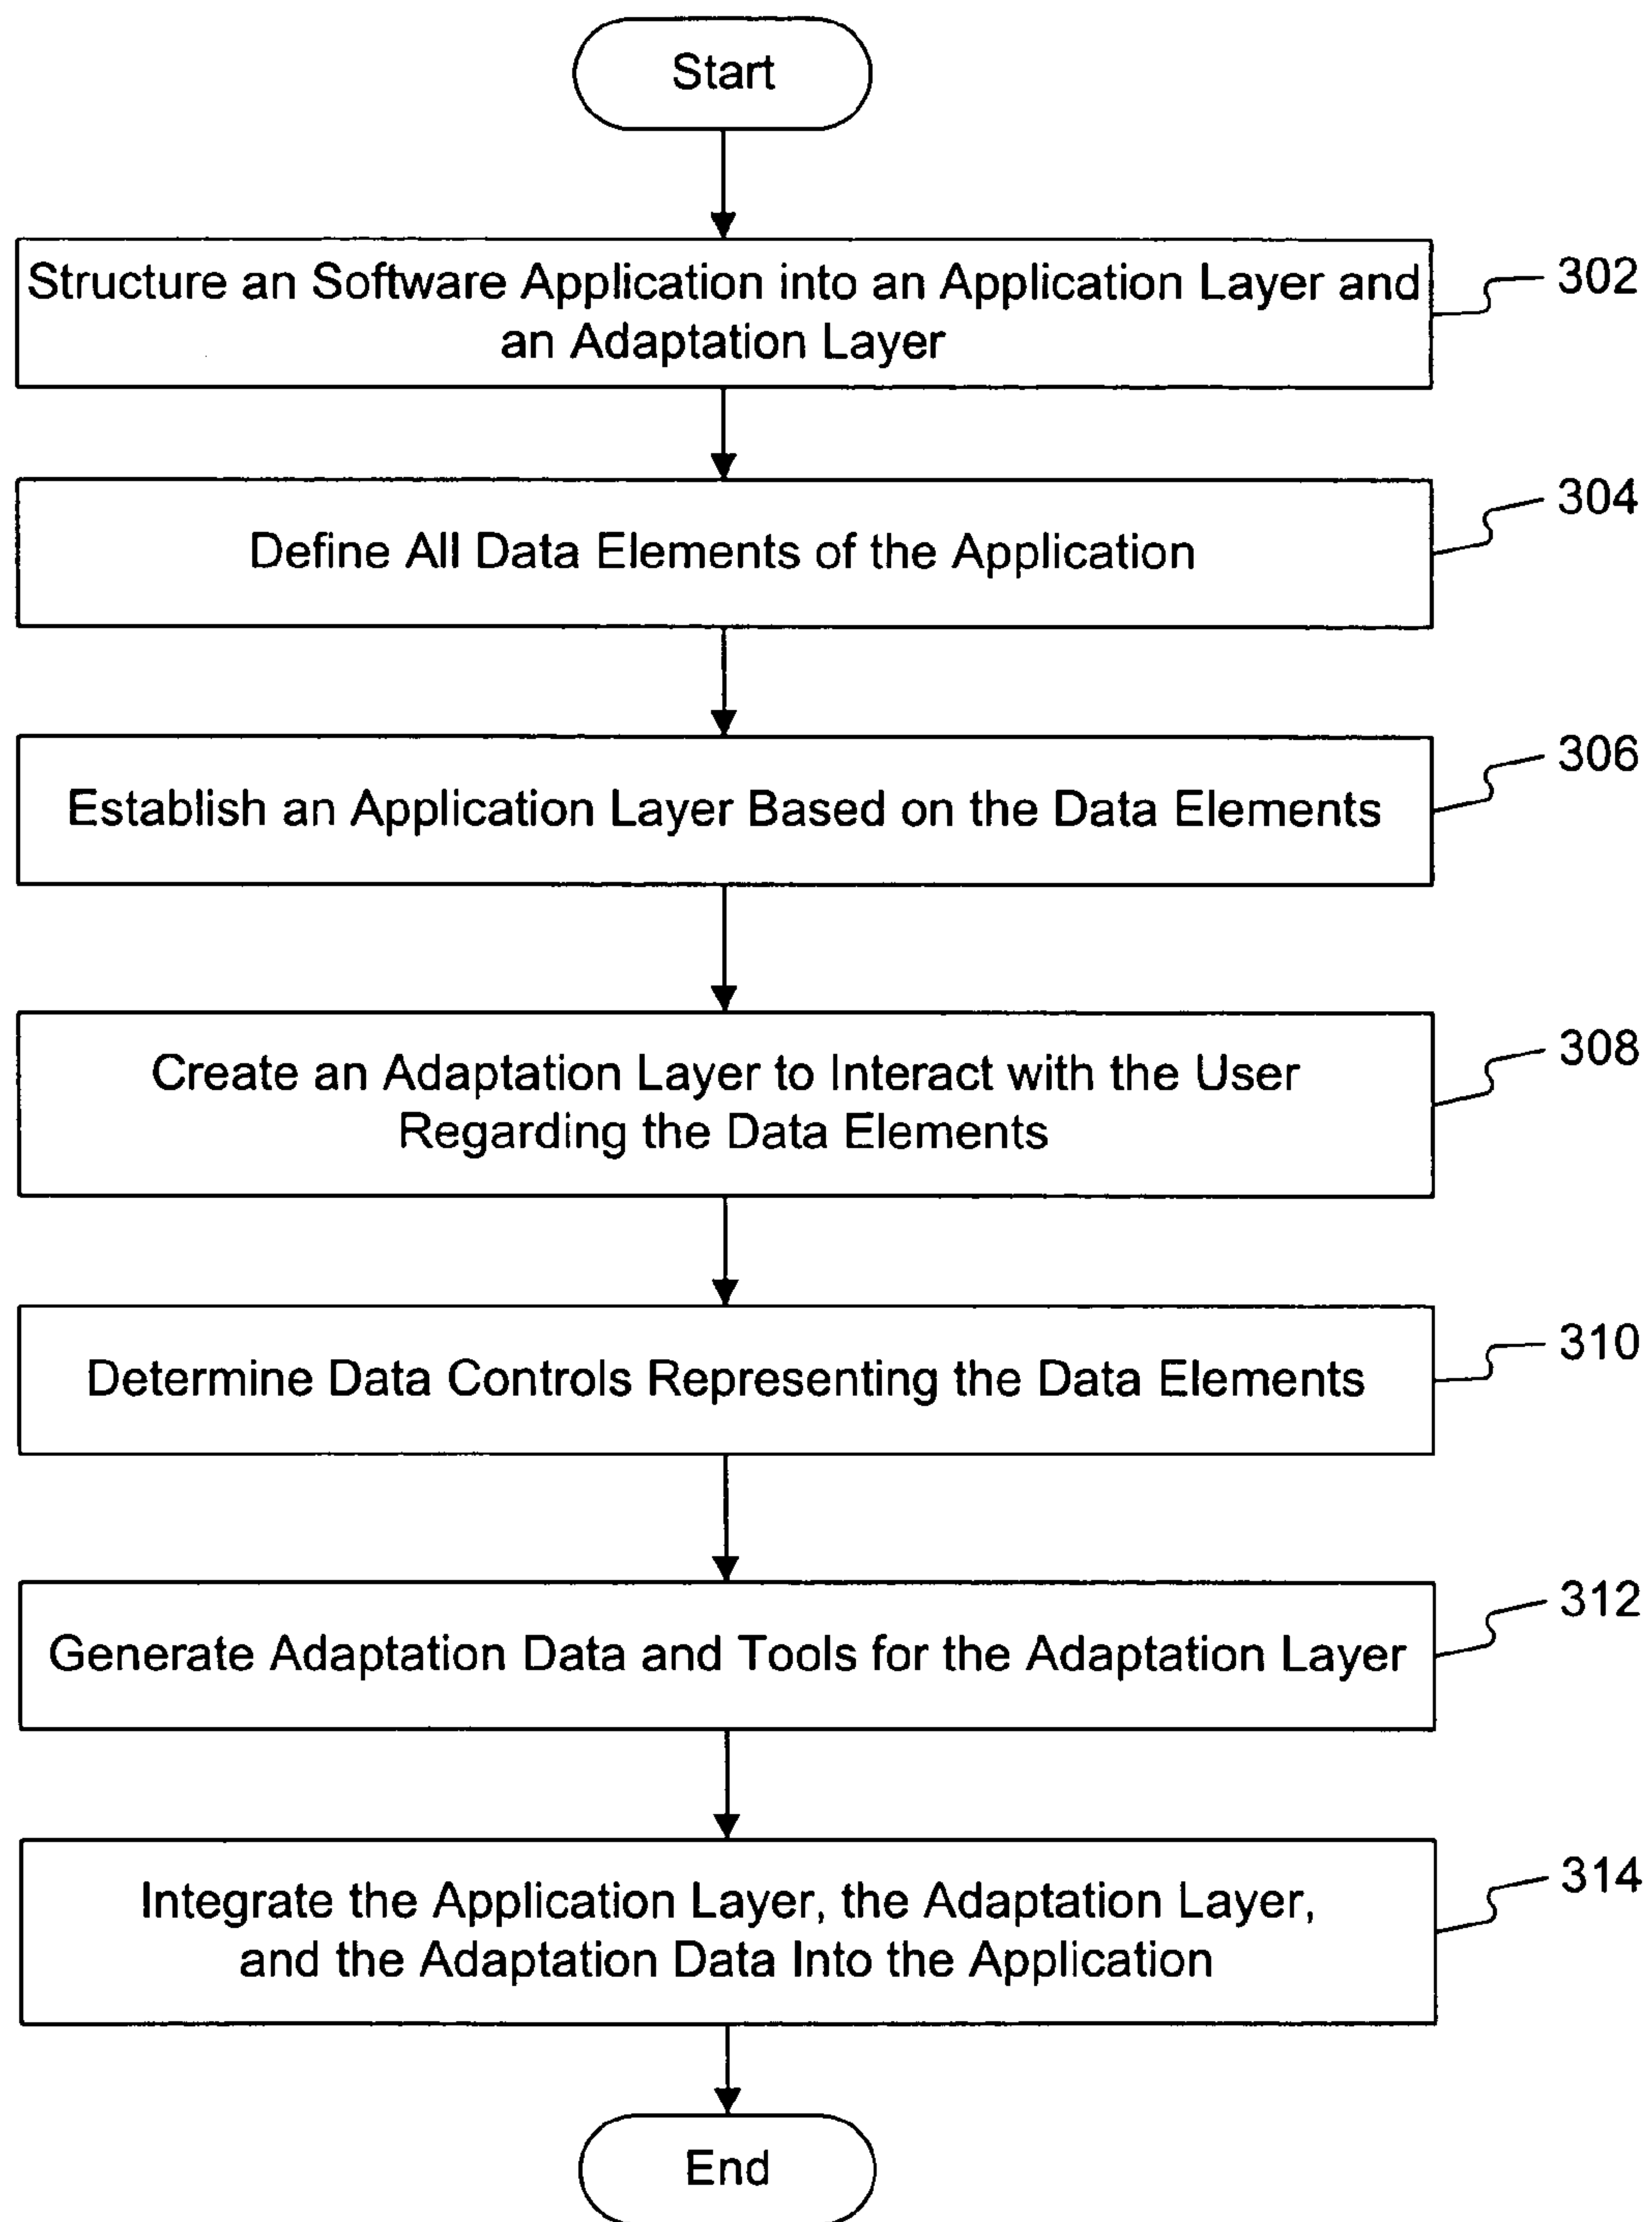 Start
Structure an Software Application into an Application Layer and
an Adaptation Layer
302
Define All Data Elements of the Application
304
Establish an Application Layer Based on the Data Elements
306
Create an Adaptation Layer to Interact with the User
Regarding the Data Elements
308
Determine Data Controls Representing the Data Elements
310
Generate Adaptation Data and Tools for the Adaptation Layer
312
Integrate the Application Layer, the Adaptation Layer,
and the Adaptation Data Into the Application
314
End